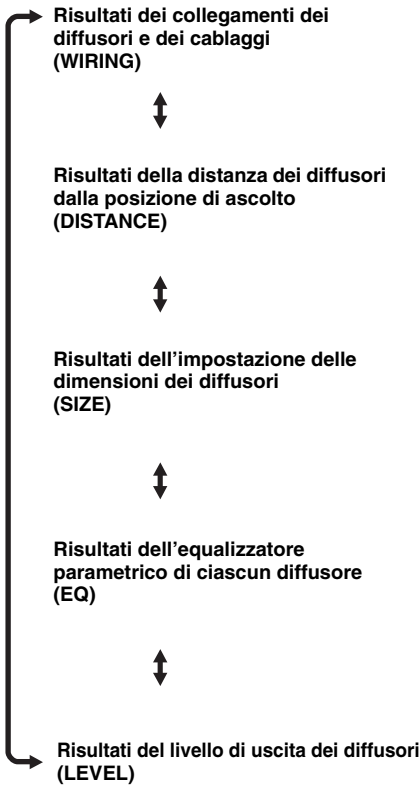 Risultati dei collegamenti dei
diffusori e dei cablaggi
(WIRING)
Risultati della distanza dei diffusori
dalla posizione di ascolto
(DISTANCE)
Risultati dell’impostazione delle
dimensioni dei diffusori
(SIZE)
Risultati dell’equalizzatore
parametrico di ciascun diffusore
(EQ)
Risultati del livello di uscita dei diffusori
(LEVEL)